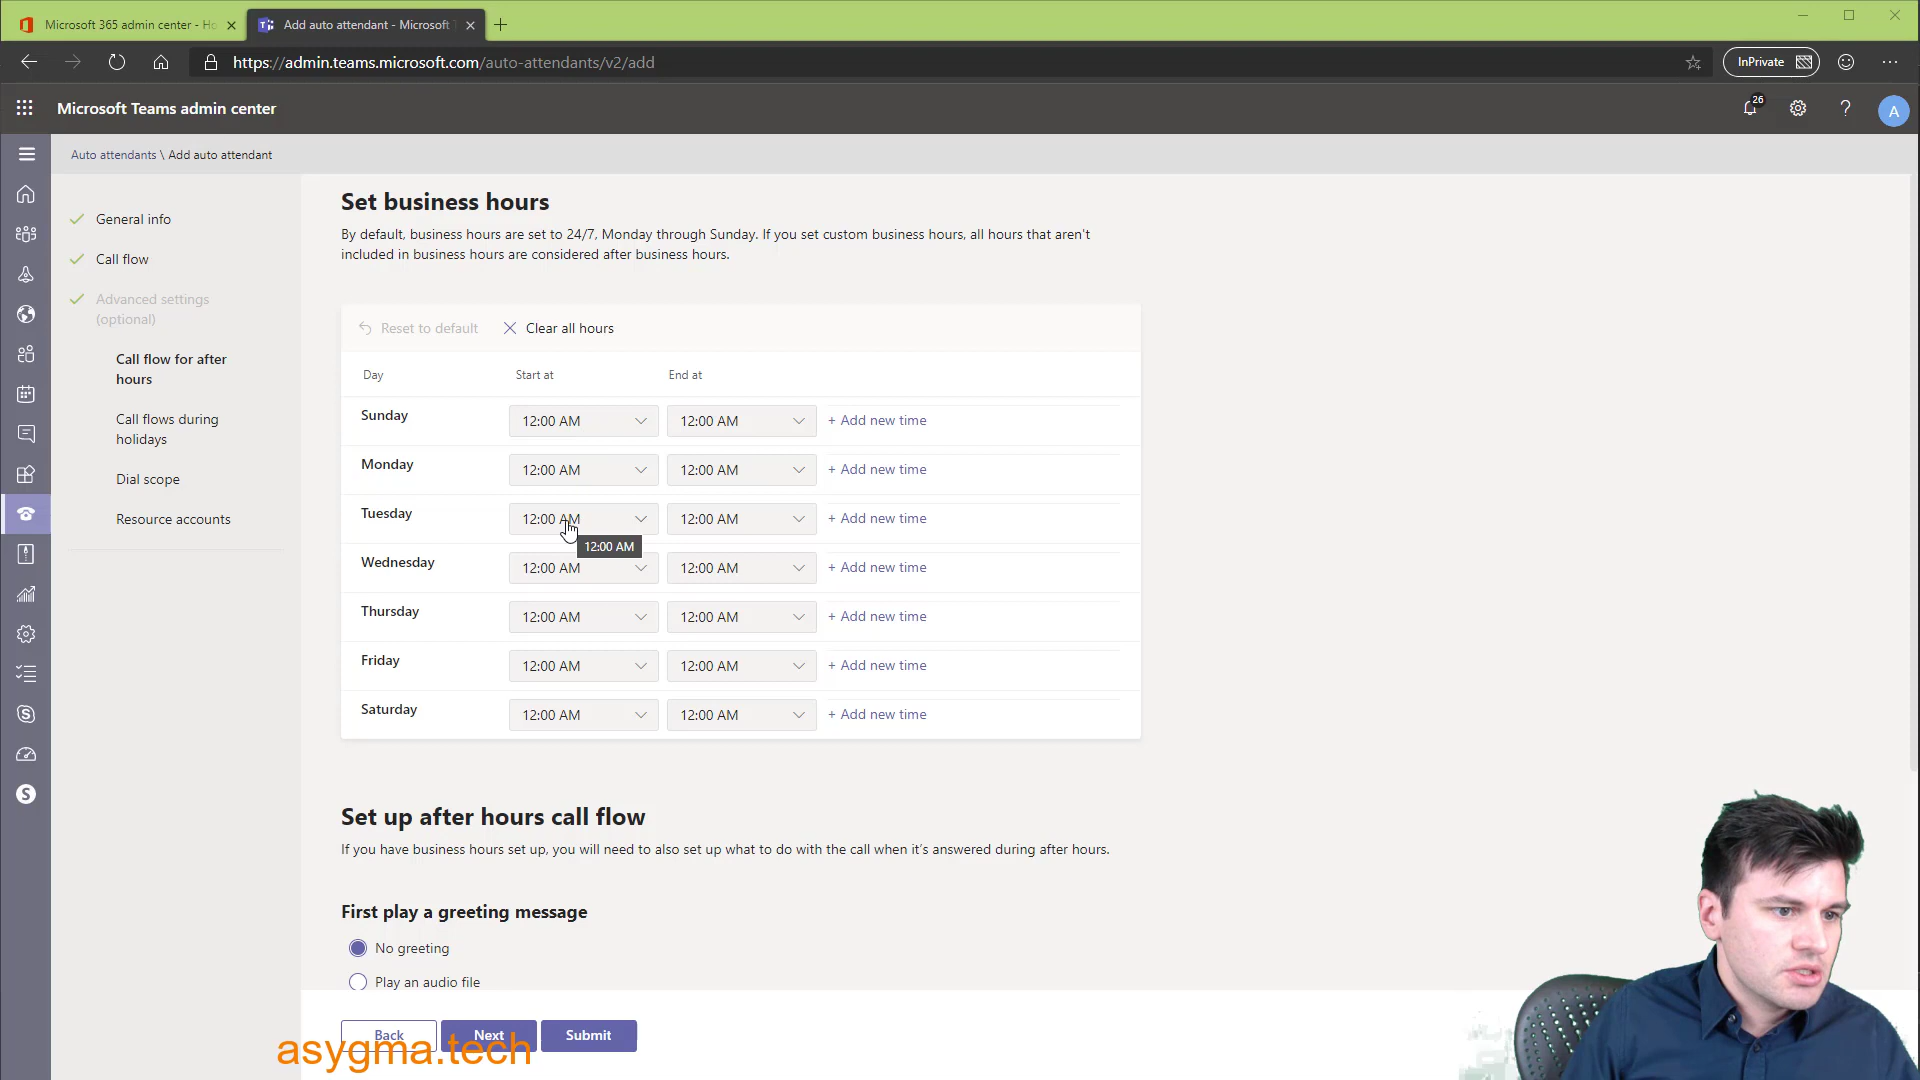 Microsoft 365 admin center - Ho
Add auto attendant - Microsoft T
https://admin.teams.microsoft.com/auto-attendants/v2/add
InPrivate
Microsoft Teams admin center
26
?
A
Auto attendants \ Add auto attendant
General info
Call flow
Advanced settings
(optional)
Call flow for after
hours
Call flows during
holidays
Dial scope
Resource accounts
Set business hours
By default, business hours are set to 24/7, Monday through Sunday. If you set custom business hours, all hours that aren't
included in business hours are considered after business hours.
Reset to default Clear all hours
Day Start at End at
Sunday 12:00 AM 12:00 AM + Add new time
Monday 12:00 AM 12:00 AM + Add new time
Tuesday 12:00 AM 12:00 AM + Add new time
12:00 AM
Wednesday 12:00 AM 12:00 AM + Add new time
Thursday 12:00 AM 12:00 AM + Add new time
Friday 12:00 AM 12:00 AM + Add new time
Saturday 12:00 AM 12:00 AM + Add new time
Set up after hours call flow
If you have business hours set up, you will need to also set up what to do with the call when it's answered during after hours.
First play a greeting message
No greeting
Play an audio file
Back Next Submit
asygma.tech